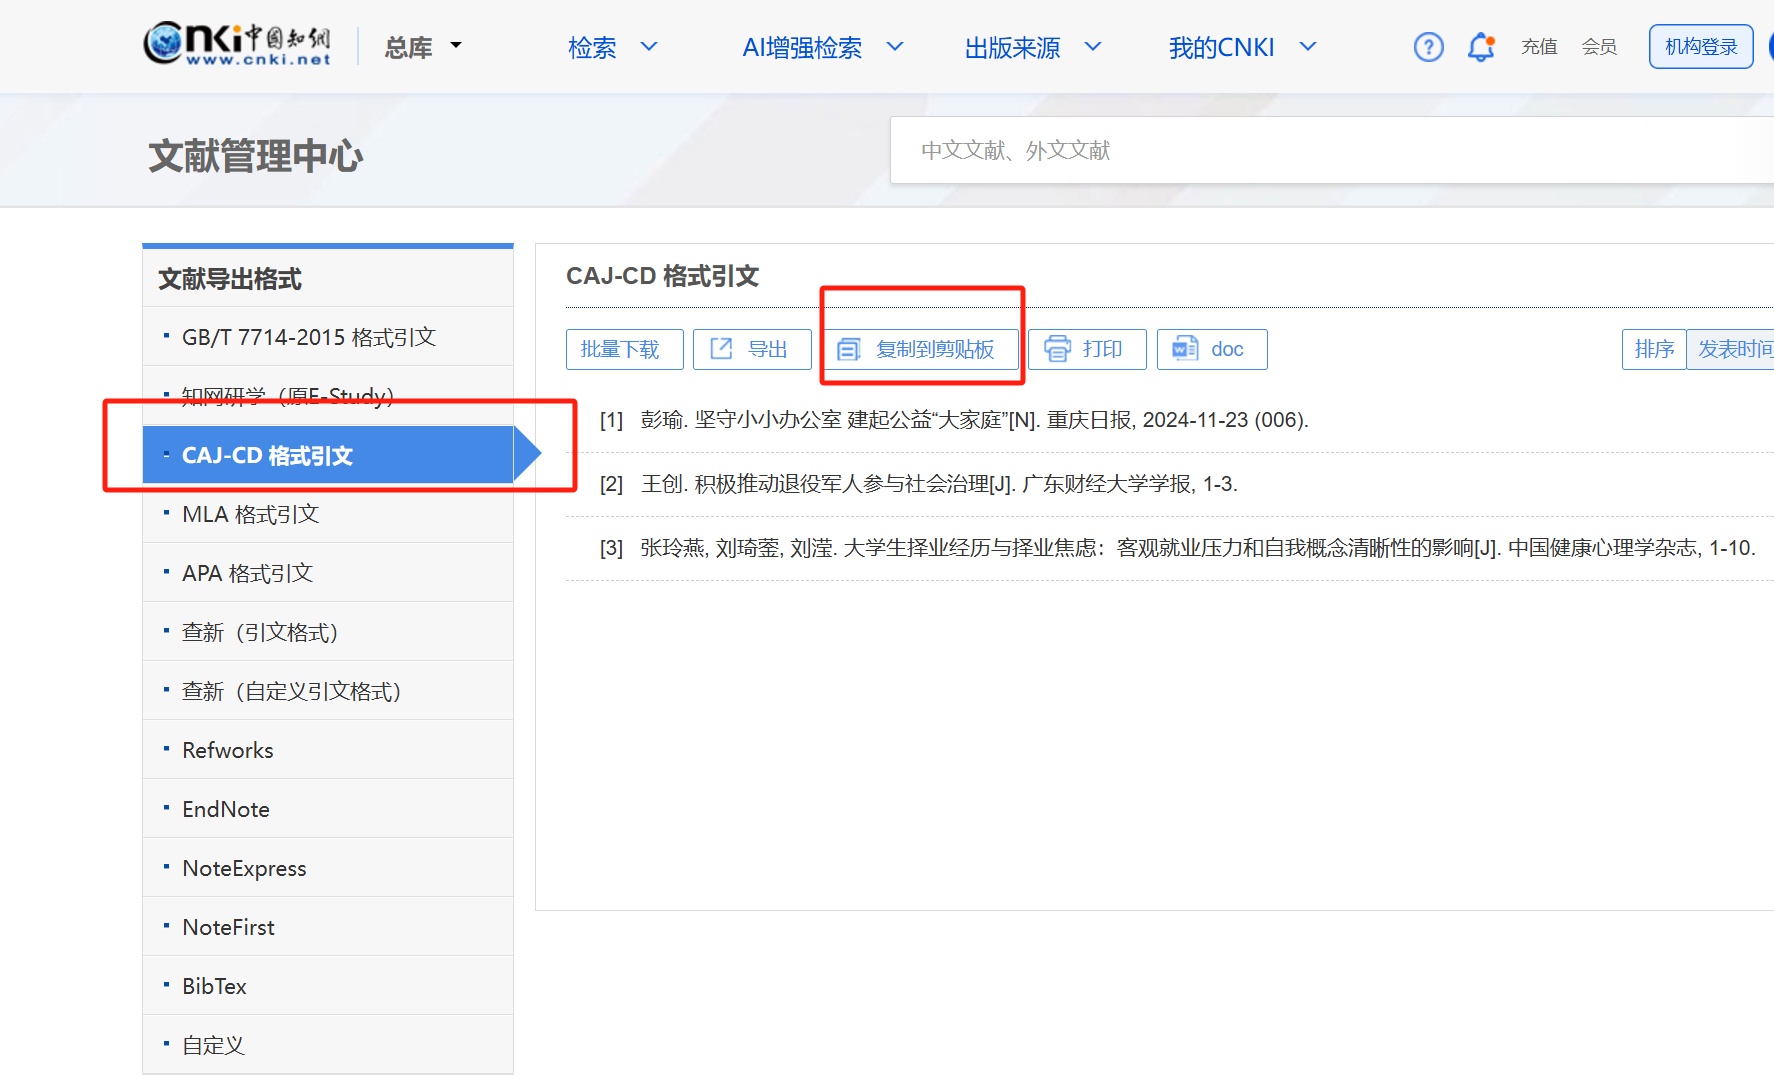 Cnki中国知网
www.cnki.net
总库
检索
AI增强检索
出版来源
我的CNKI
充值
会员
机构登录
文献管理中心
中文文献、外文文献
文献导出格式
GB/T 7714-2015 格式引文
知网研学（原E-Study）
CAJ-CD 格式引文
MLA 格式引文
APA 格式引文
查新（引文格式）
查新（自定义引文格式）
Refworks
EndNote
NoteExpress
NoteFirst
BibTex
自定义
CAJ-CD 格式引文
批量下载
导出
复制到剪贴板
打印
doc
排序
发表时间
[1] 彭瑜. 坚守小小办公室 建起公益“大家庭”[N]. 重庆日报, 2024-11-23 (006).
[2] 王创. 积极推动退役军人参与社会治理[J]. 广东财经大学学报, 1-3.
[3] 张玲燕, 刘琦蓥, 刘滢. 大学生择业经历与择业焦虑：客观就业压力和自我概念清晰性的影响[J]. 中国健康心理学杂志, 1-10.